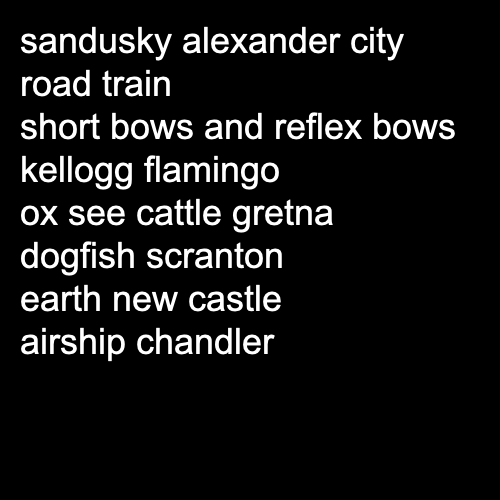 sandusky alexander city
road train
short bows and reflex bows
kellogg flamingo
ox see cattle gretna
dogfish scranton
earth new castle
airship chandler